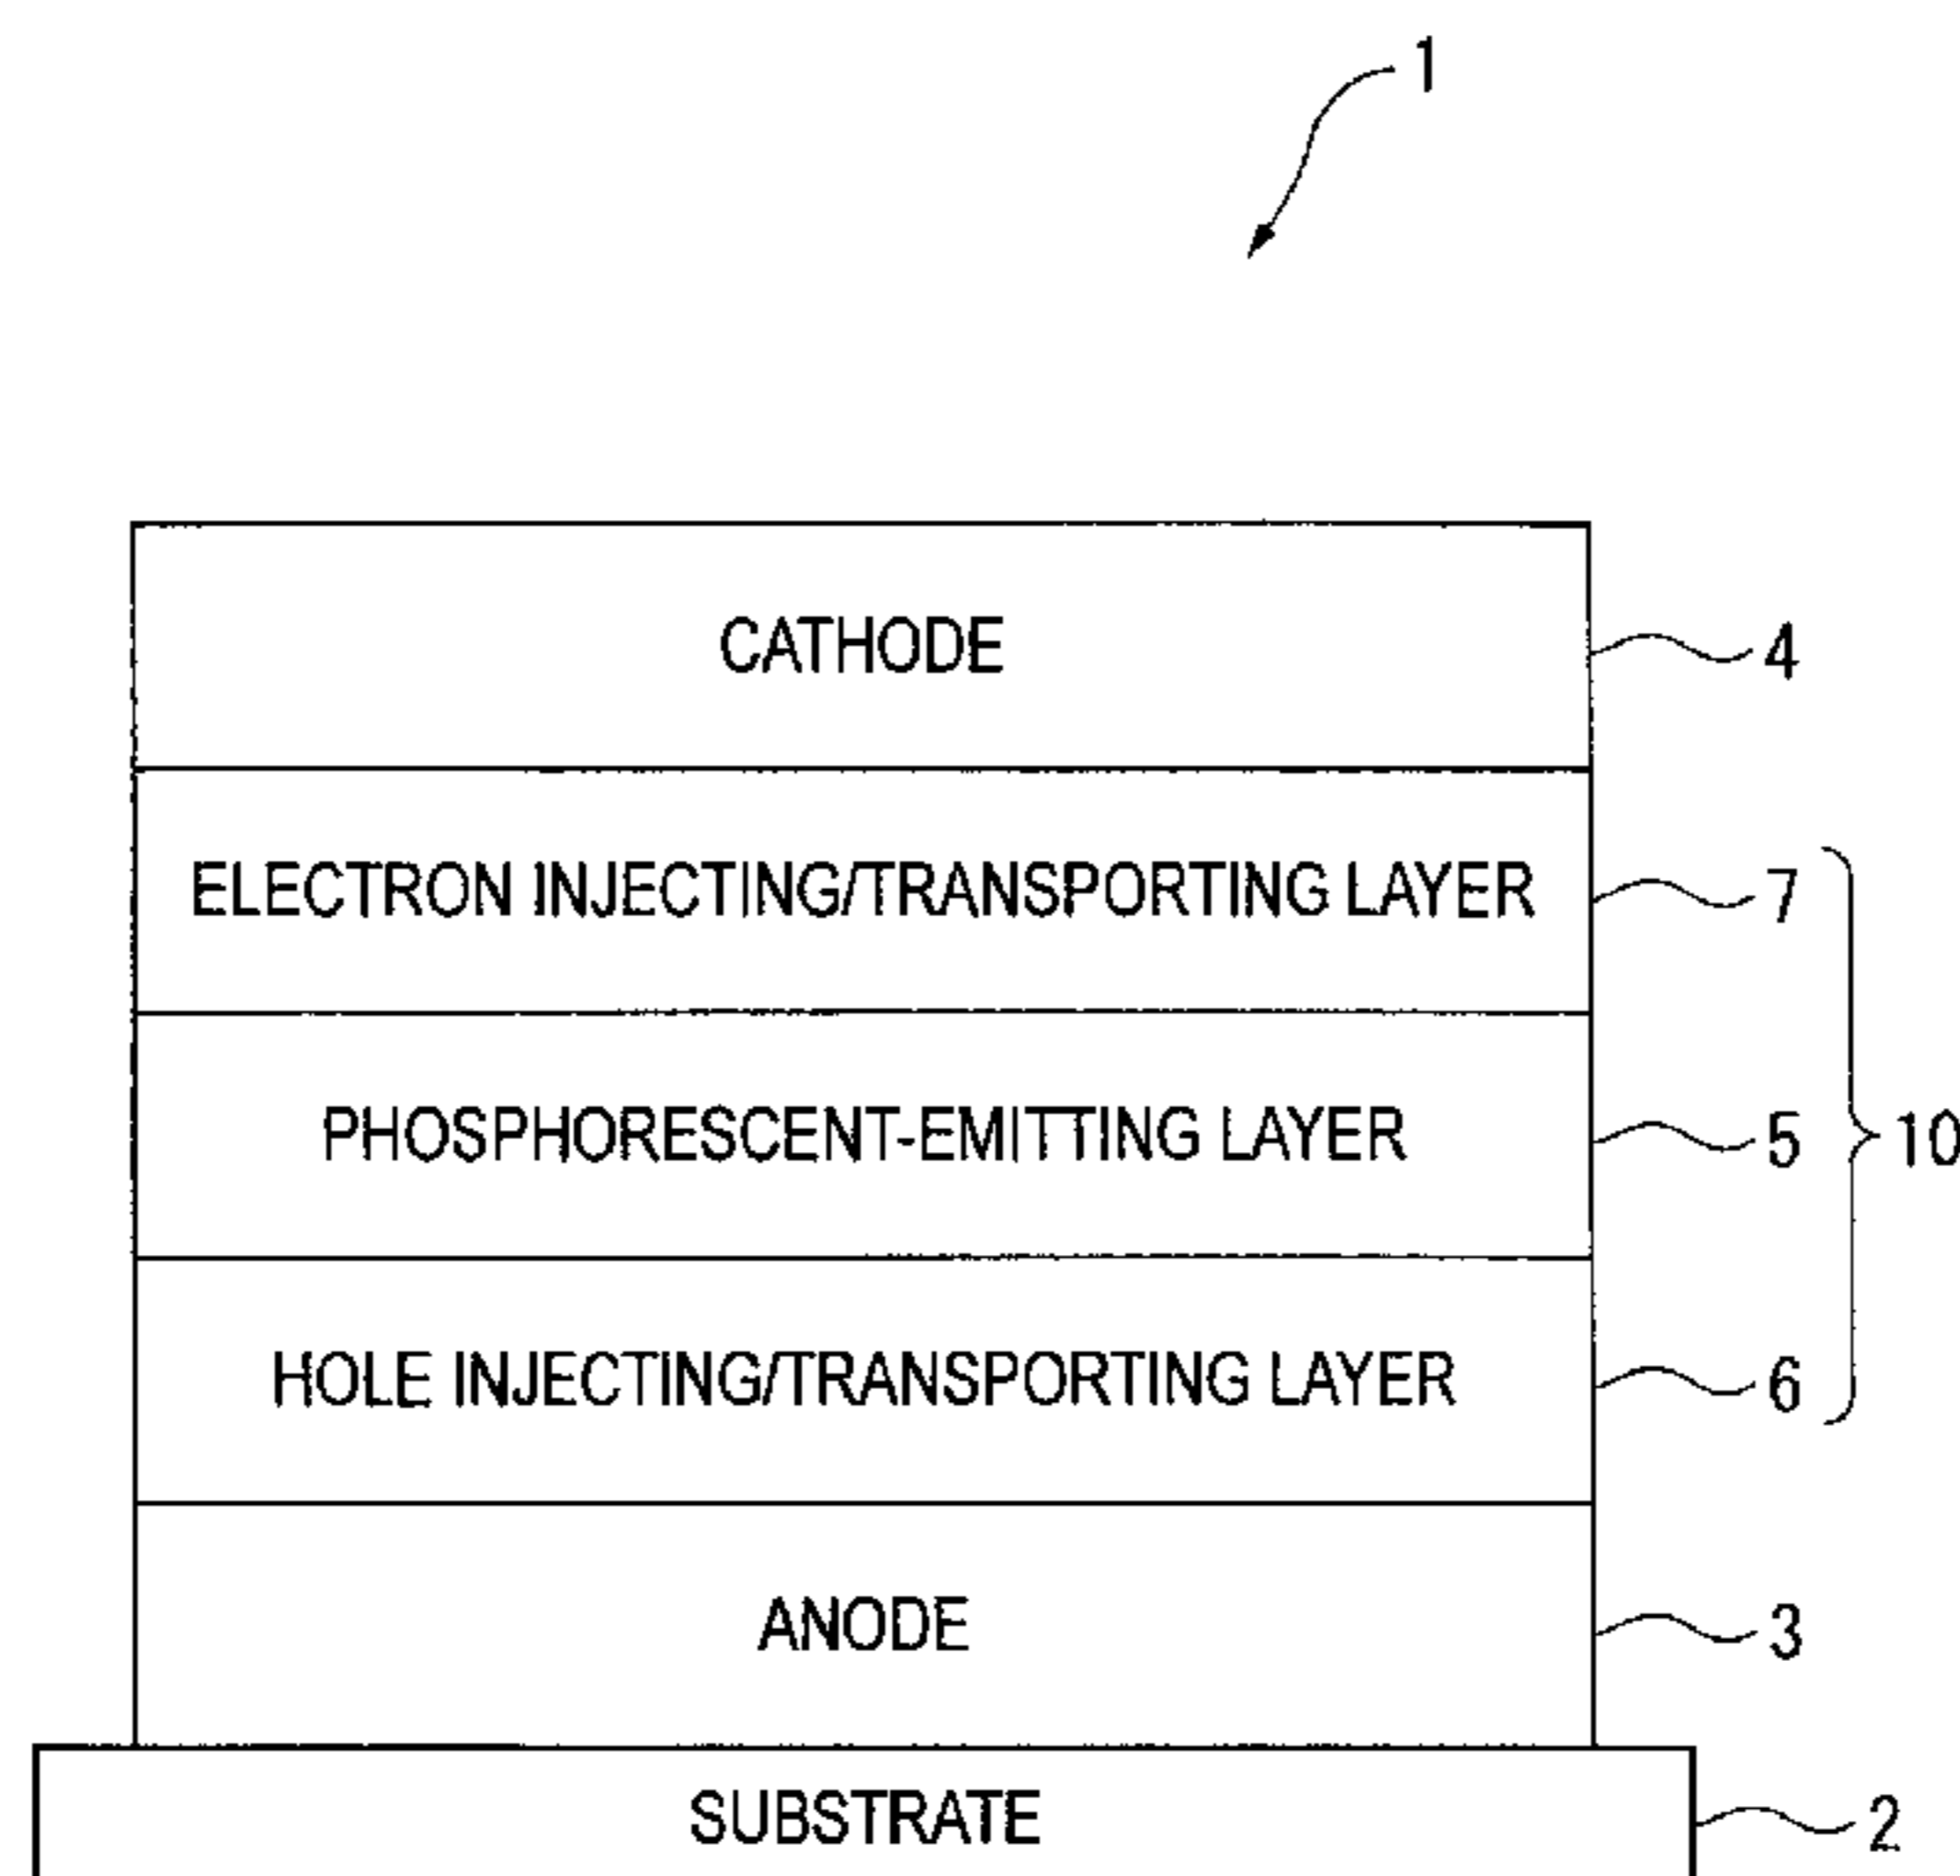 1
CATHODE 4
ELECTRON INJECTING/TRANSPORTING LAYER 7
PHOSPHORESCENT-EMITTING LAYER 5 10
HOLE INJECTING/TRANSPORTING LAYER 6
ANODE 3
SUBSTRATE 2